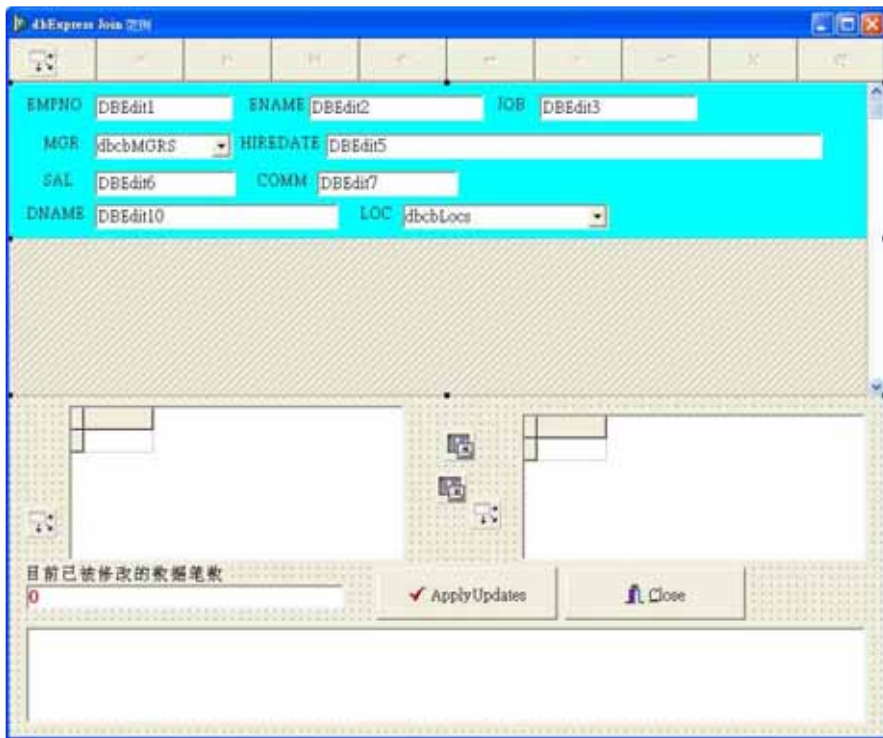 dbExpress Join 范例
EMPNO DBEdit1 ENAME DBEdit2 JOB DBEdit3
MGR dbcbMGRS HIREDATE DBEdit5
SAL DBEdit6 COMM DBEdit7
DNAME DBEdit10 LOC dbcbLocs
目前已被修改的数据笔数
0
ApplyUpdates Close